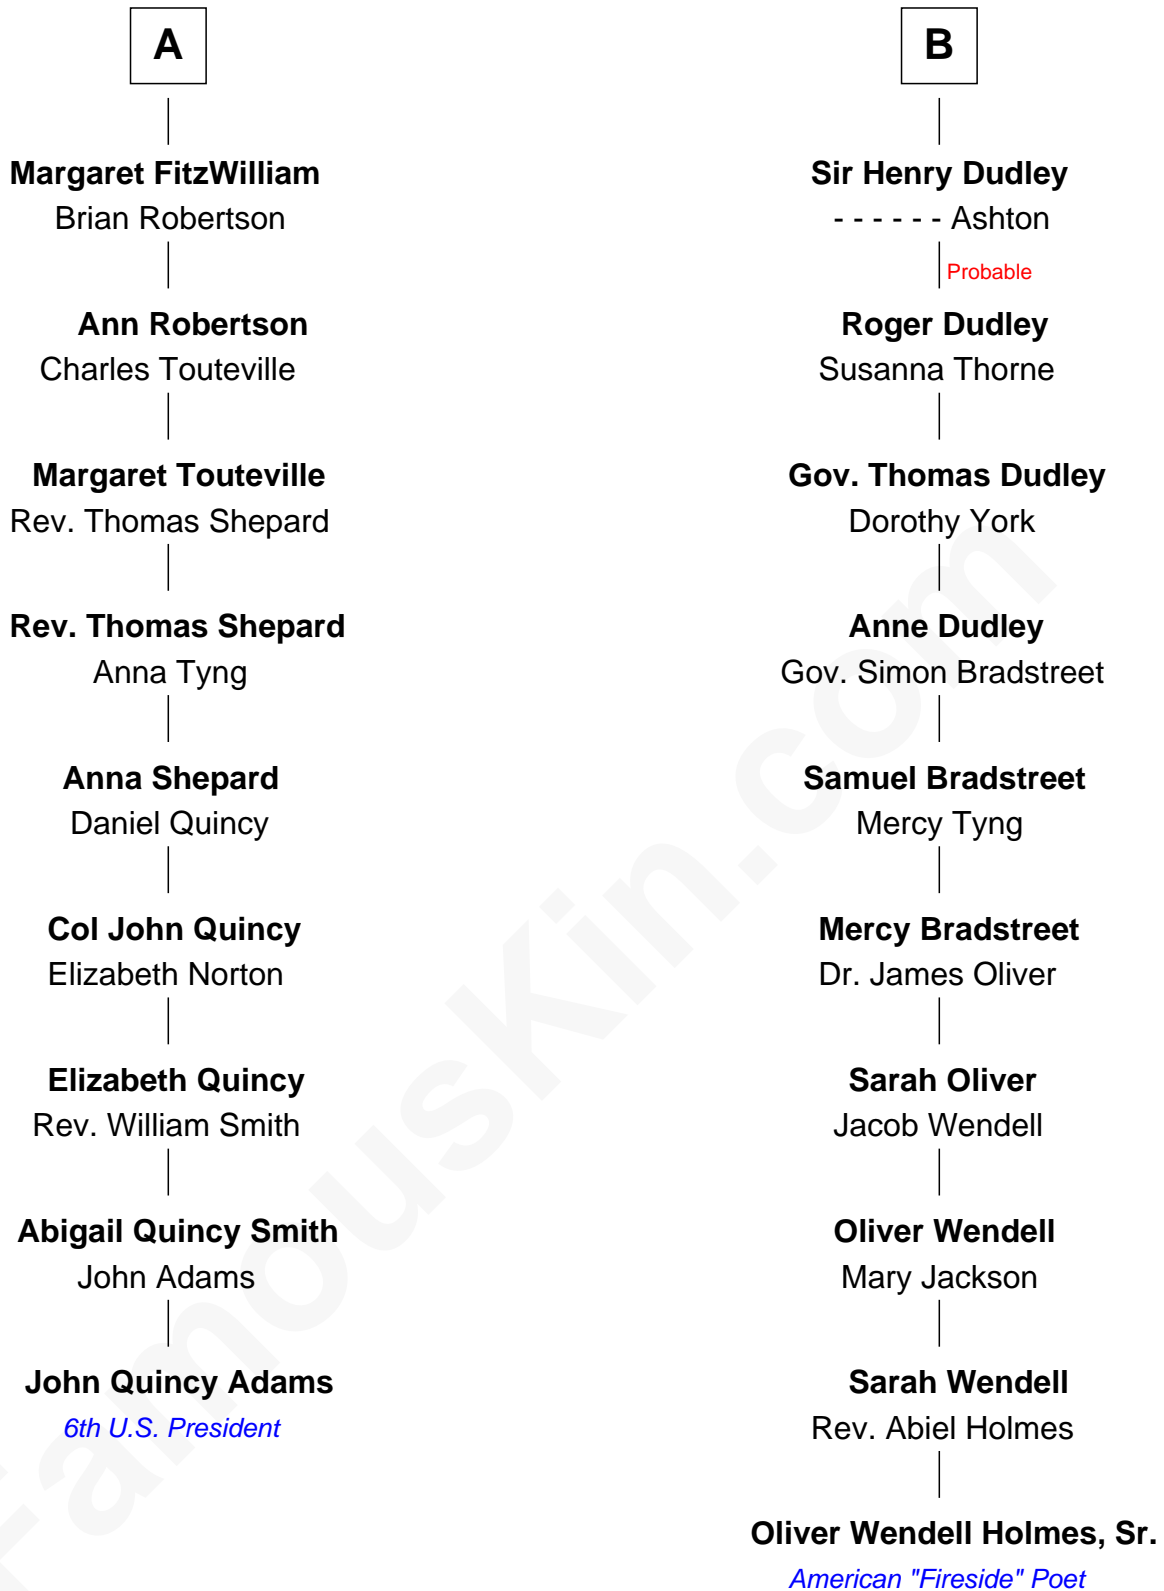 A
Margaret FitzWilliam
Brian Robertson
Ann Robertson
Charles Touteville
Margaret Touteville
Rev. Thomas Shepard
Rev. Thomas Shepard
Anna Tyng
Anna Shepard
Daniel Quincy
Col John Quincy
Elizabeth Norton
Elizabeth Quincy
Rev. William Smith
Abigail Quincy Smith
John Adams
John Quincy Adams
6th U.S. President
B
Sir Henry Dudley
- - - - - - Ashton
Probable
Roger Dudley
Susanna Thorne
Gov. Thomas Dudley
Dorothy York
Anne Dudley
Gov. Simon Bradstreet
Samuel Bradstreet
Mercy Tyng
Mercy Bradstreet
Dr. James Oliver
Sarah Oliver
Jacob Wendell
Oliver Wendell
Mary Jackson
Sarah Wendell
Rev. Abiel Holmes
Oliver Wendell Holmes, Sr.
American "Fireside" Poet
FamousKin.com